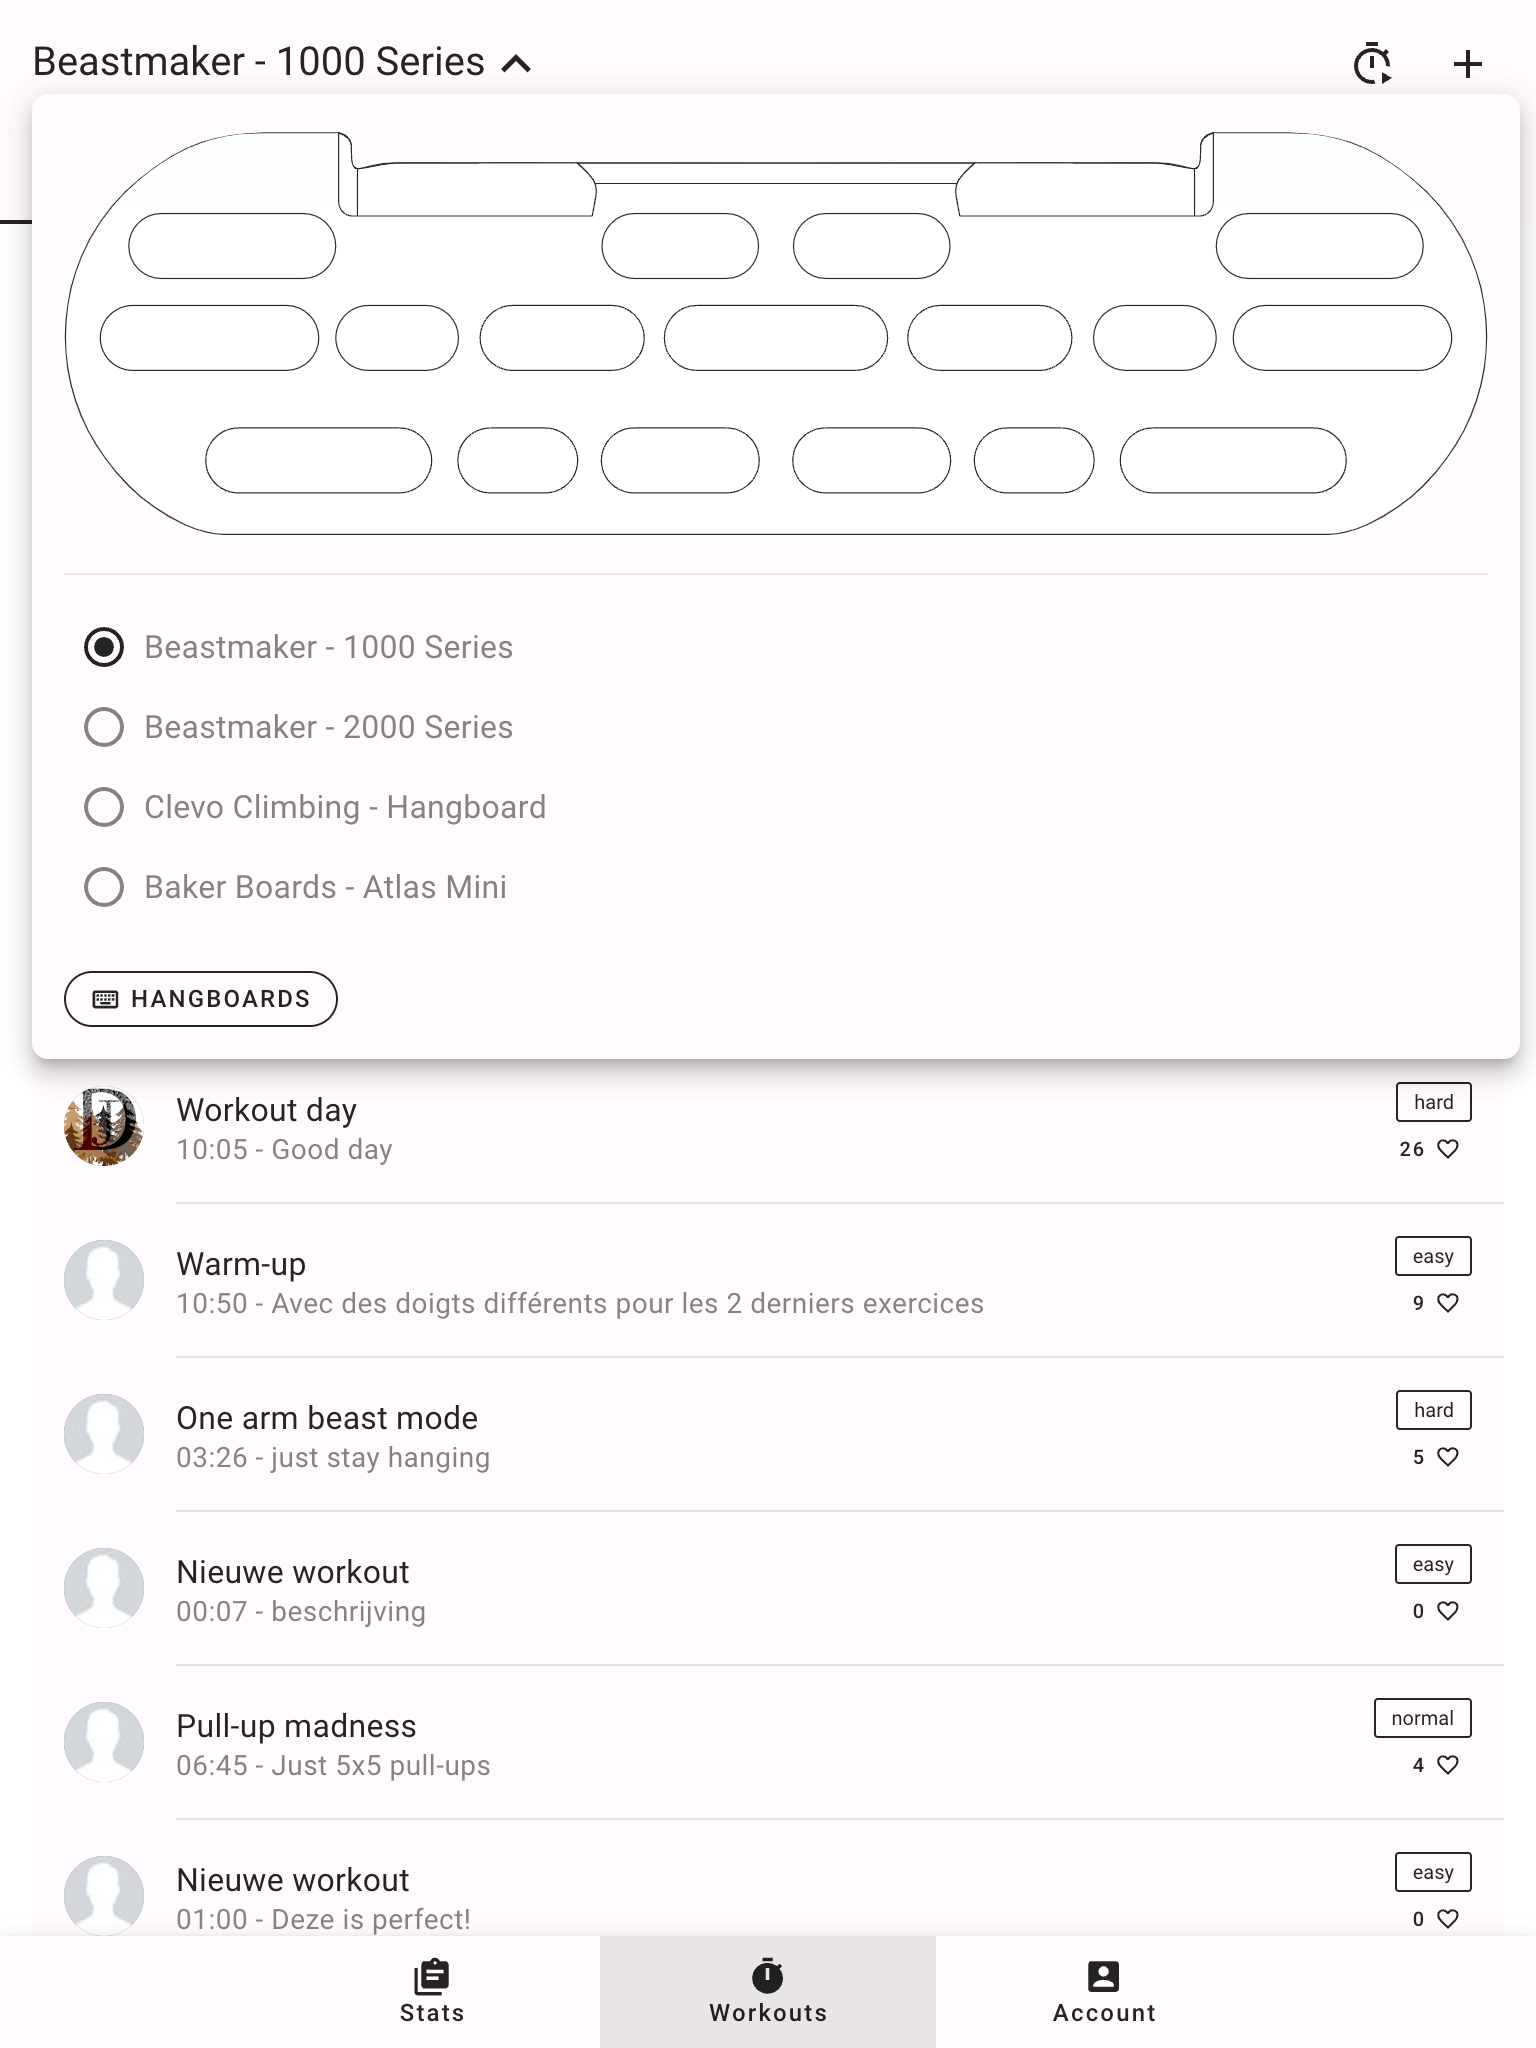 Beastmaker - 1000 Series
Beastmaker - 1000 Series
Beastmaker - 2000 Series
Clevo Climbing - Hangboard
Baker Boards - Atlas Mini
HANGBOARDS
Workout day
hard
10:05 - Good day
26
Warm-up
easy
10:50 - Avec des doigts différents pour les 2 derniers exercices
9
One arm beast mode
hard
03:26 - just stay hanging
5
Nieuwe workout
easy
00:07 - beschrijving
0
Pull-up madness
normal
06:45 - Just 5x5 pull-ups
4
Nieuwe workout
easy
01:00 - Deze is perfect!
0
Stats
Workouts
Account